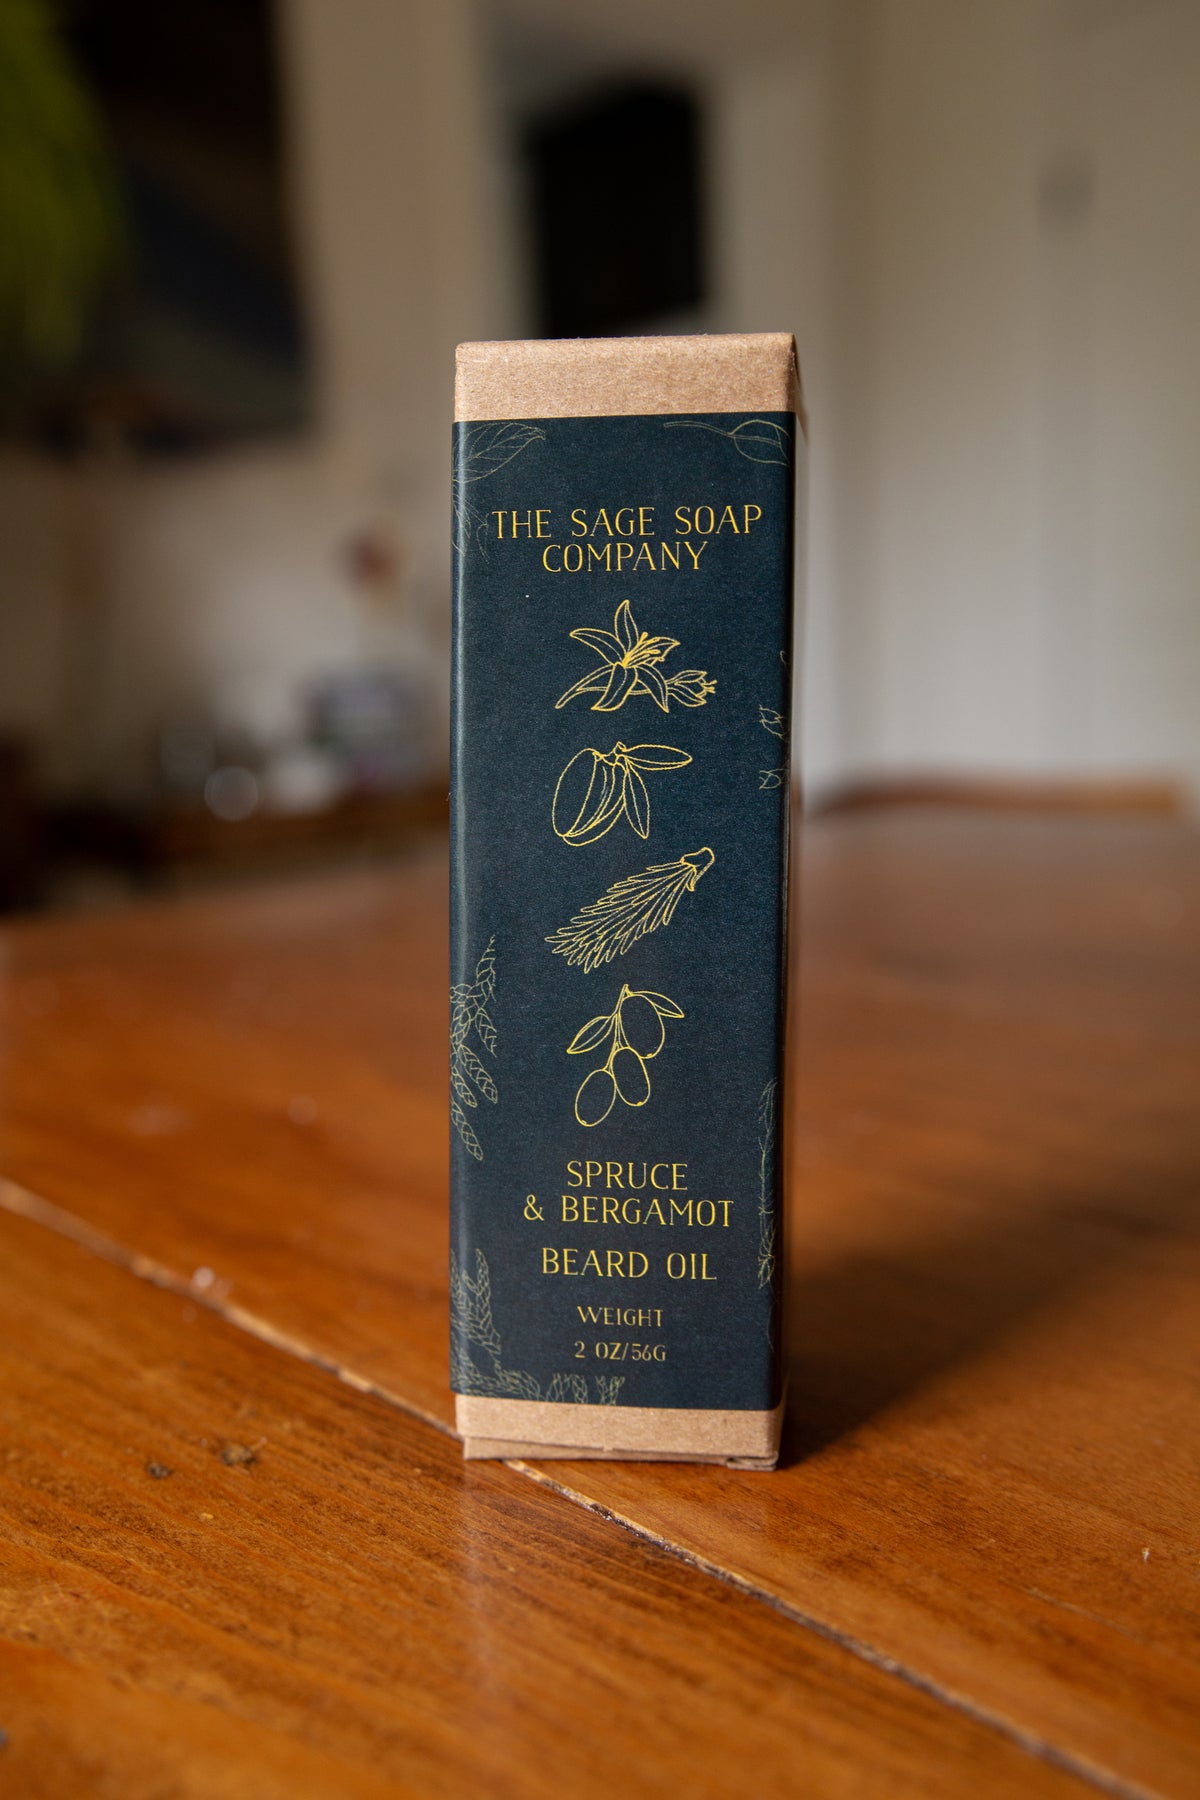 THE SAGE SOAP
COMPANY
SPRUCE
& BERGAMOT
BEARD OIL
WEIGHT
2 OZ/56G